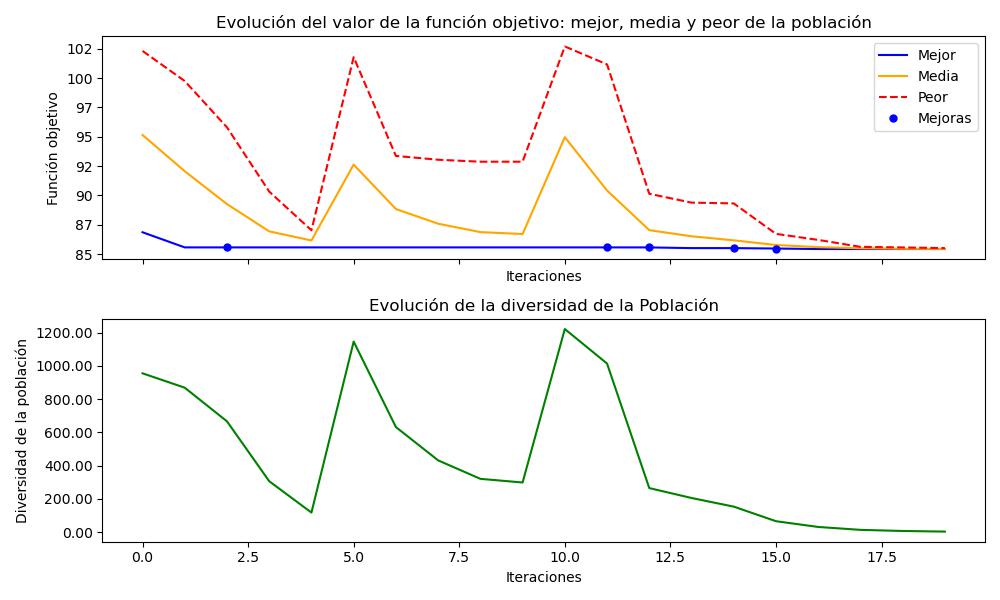 Evolución del valor de la función objetivo: mejor, media y peor de la población
Función objetivo
102
100
97
95
92
90
87
85
Mejor
Media
Peor
Mejoras
Iteraciones
Evolución de la diversidad de la Población
Diversidad de la población
1200.00
1000.00
800.00
600.00
400.00
200.00
0.00
0.0 2.5 5.0 7.5 10.0 12.5 15.0 17.5
Iteraciones